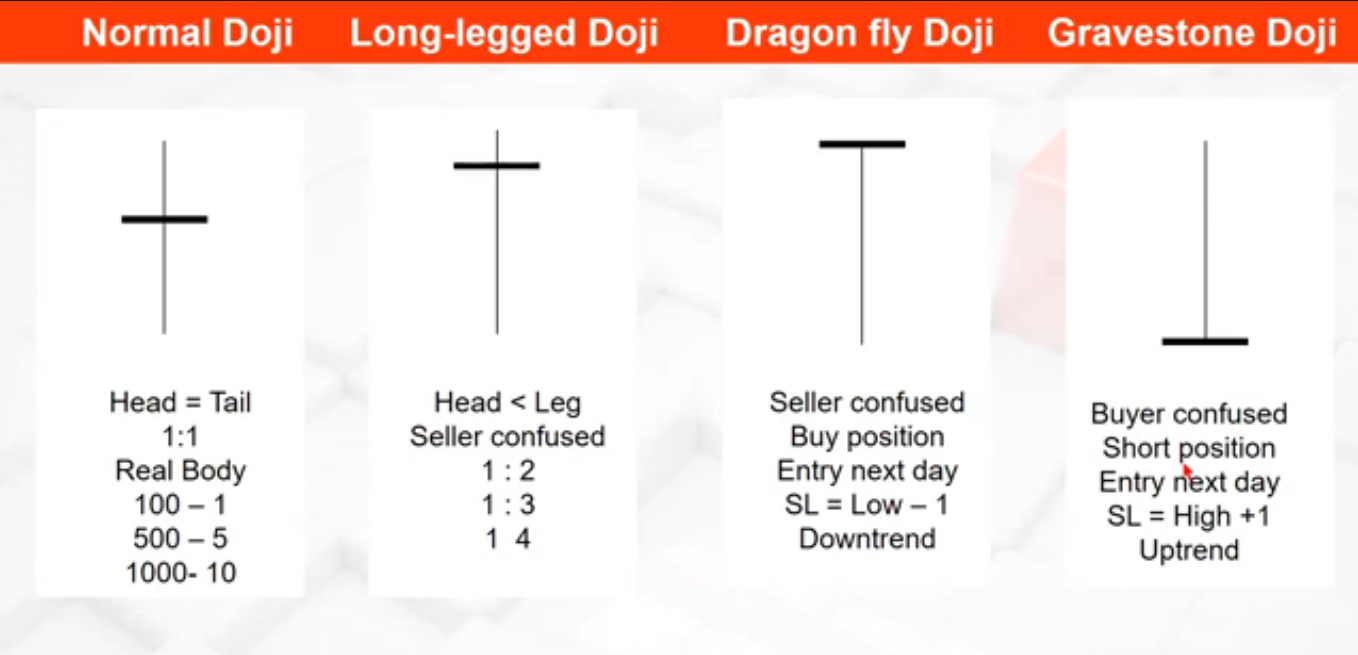 Normal Doji
Long-legged Doji
Dragon fly Doji
Gravestone Doji
Head = Tail
1:1
Real Body
100 – 1
500 – 5
1000- 10
Head < Leg
Seller confused
1 : 2
1 : 3
1  4
Seller confused
Buy position
Entry next day
SL = Low – 1
Downtrend
Buyer confused
Short position
Entry next day
SL = High +1
Uptrend